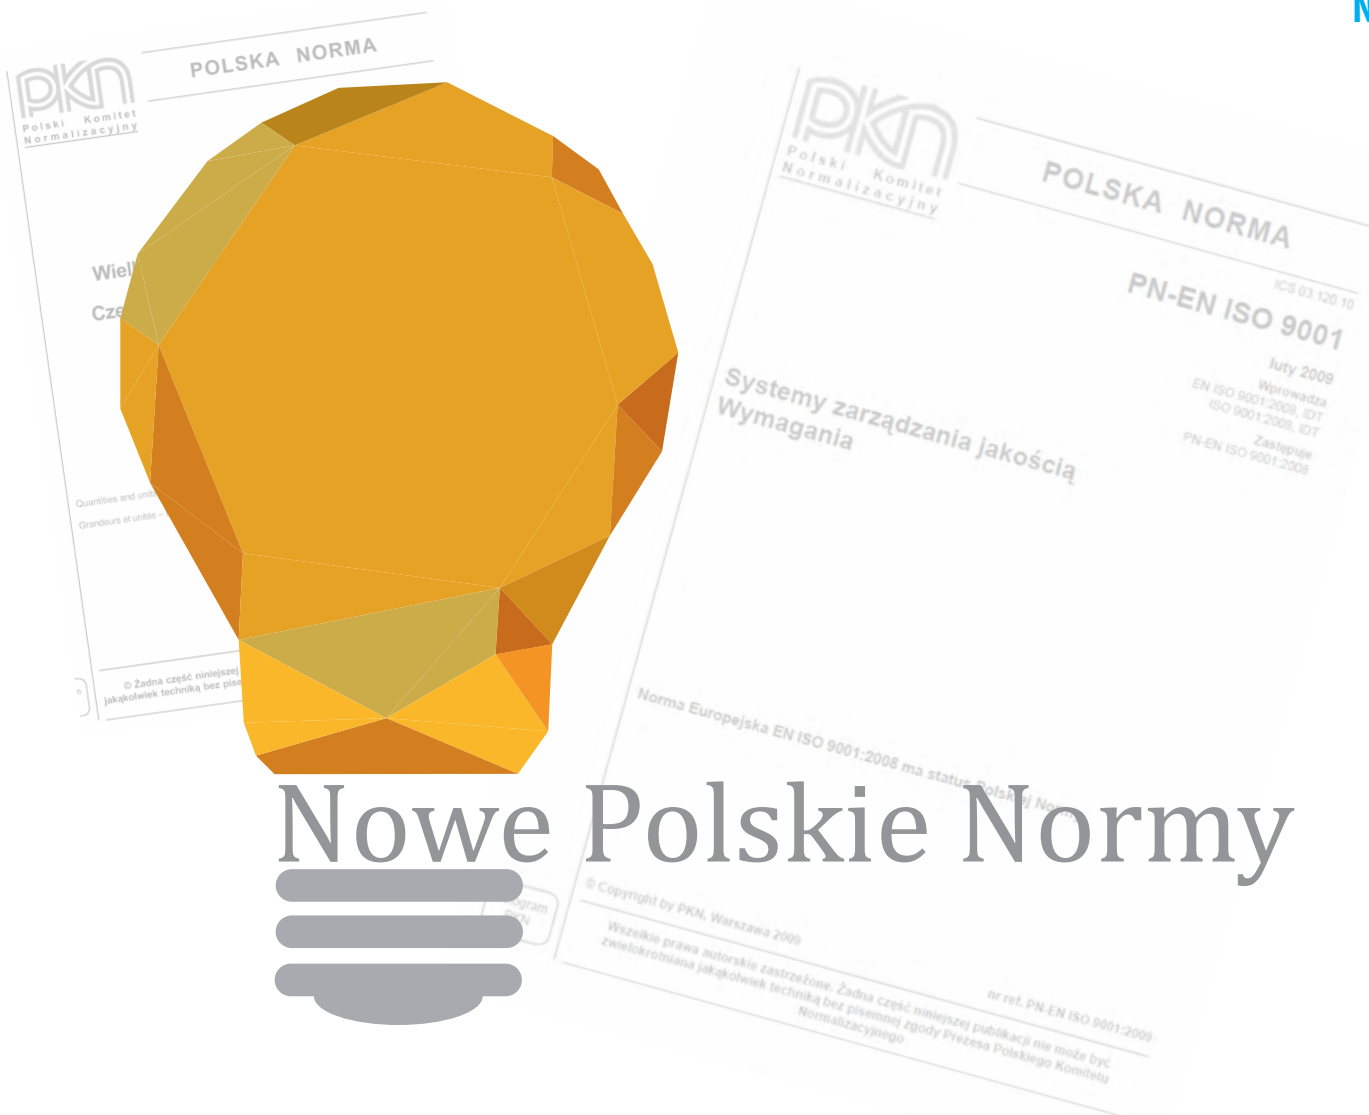 N
pkn
Polski Komitet
Normalizacyjny
POLSKA NORMA
Wiel
Cze
Quantities and units
Grandeurs et unités –
© Żadna część niniejszej
jakąkolwiek techniką bez
pkn
Polski Komitet
Normalizacyjny
POLSKA NORMA
ICS 03.120.10
PN-EN ISO 9001
luty 2009
Wprowadza
EN ISO 9001:2008, IDT
ISO 9001:2008, IDT
Zastępuje
PN-EN ISO 9001:2008
Systemy zarządzania jakością
Wymagania
Norma Europejska EN ISO 9001:2008 ma status Polskiej Normy
Nowe Polskie Normy
PKN
© Copyright by PKN, Warszawa 2009
nr ref. PN-EN ISO 9001:2009
Wszelkie prawa autorskie zastrzeżone. Żadna część niniejszej publikacji nie może być
zwielokrotniana jakąkolwiek techniką bez pisemnej zgody Prezesa Polskiego Komitetu
Normalizacyjnego